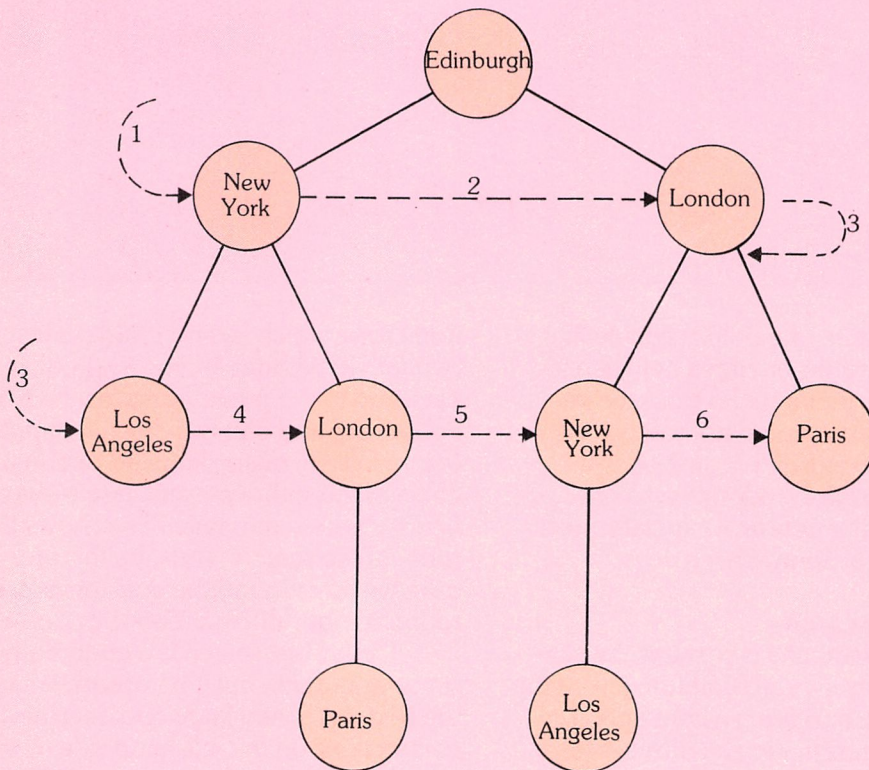 Edinburgh
1
New
York
2
London
3
3
Los
Angeles
4
London
5
New
York
6
Paris
Paris
Los
Angeles